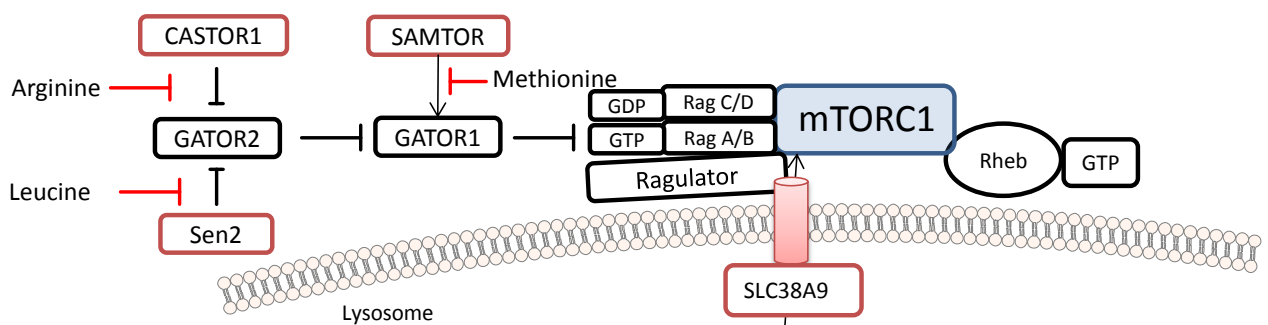 CASTOR1
SAMTOR
Arginine
Methionine
GDP
Rag C/D
mTORC1
GATOR2
GATOR1
GTP
Rag A/B
Rheb
GTP
Ragulator
Leucine
Sen2
SLC38A9
Lysosome